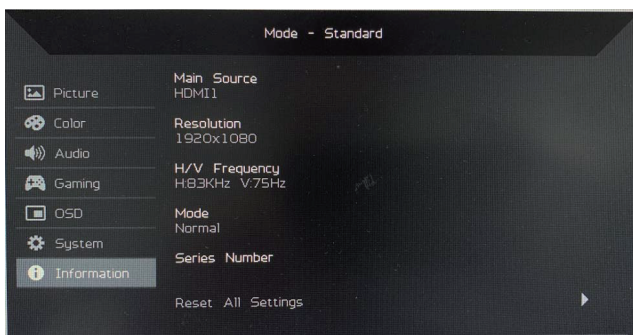 Mode - Standard
Picture
Color
Audio
Gaming
OSD
System
Information
Main Source
HDMI1
Resolution
1920x1080
H/V Frequency
H:83KHz V:75Hz
Mode
Normal
Series Number
Reset All Settings